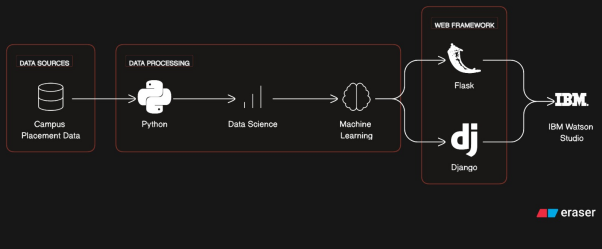 DATA SOURCES
Campus
Placement Data
DATA PROCESSING
Python
Data Science
Machine
Learning
WEB FRAMEWORK
Flask
dj
Django
IBM.
IBM Watson
Studio
eraser